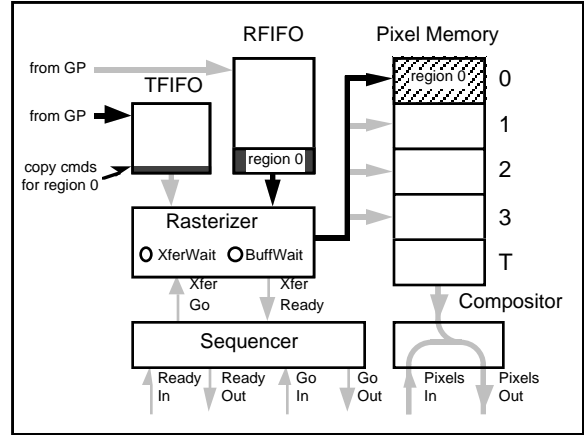 RFIFO
Pixel Memory
from GP
TFIFO
region 0
0
from GP
1
copy cmds
for region 0
region 0
2
Rasterizer
3
XferWait
BuffWait
T
Xfer
Go
Xfer
Ready
Compositor
Sequencer
Ready
In
Ready
Out
Go
In
Go
Out
Pixels
In
Pixels
Out